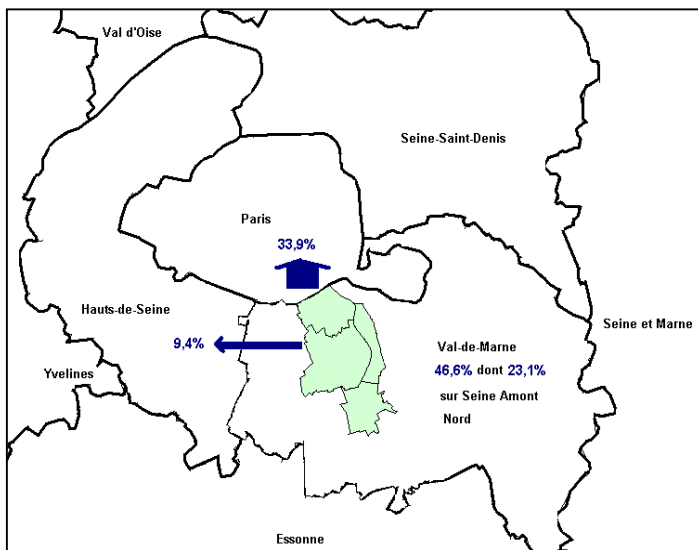 Val d'Oise
Seine-Saint-Denis
Paris
33,9%
Hauts-de-Seine
Seine et Marne
9,4%
Val-de-Marne
46,6% dont 23,1%
sur Seine Amont
Nord
Yvelines
Essonne